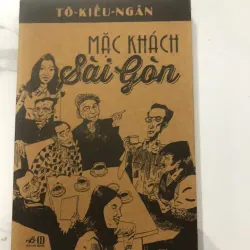 TÔ-KIỀU-NGÂN
MẶC KHÁCH
Sài Gòn